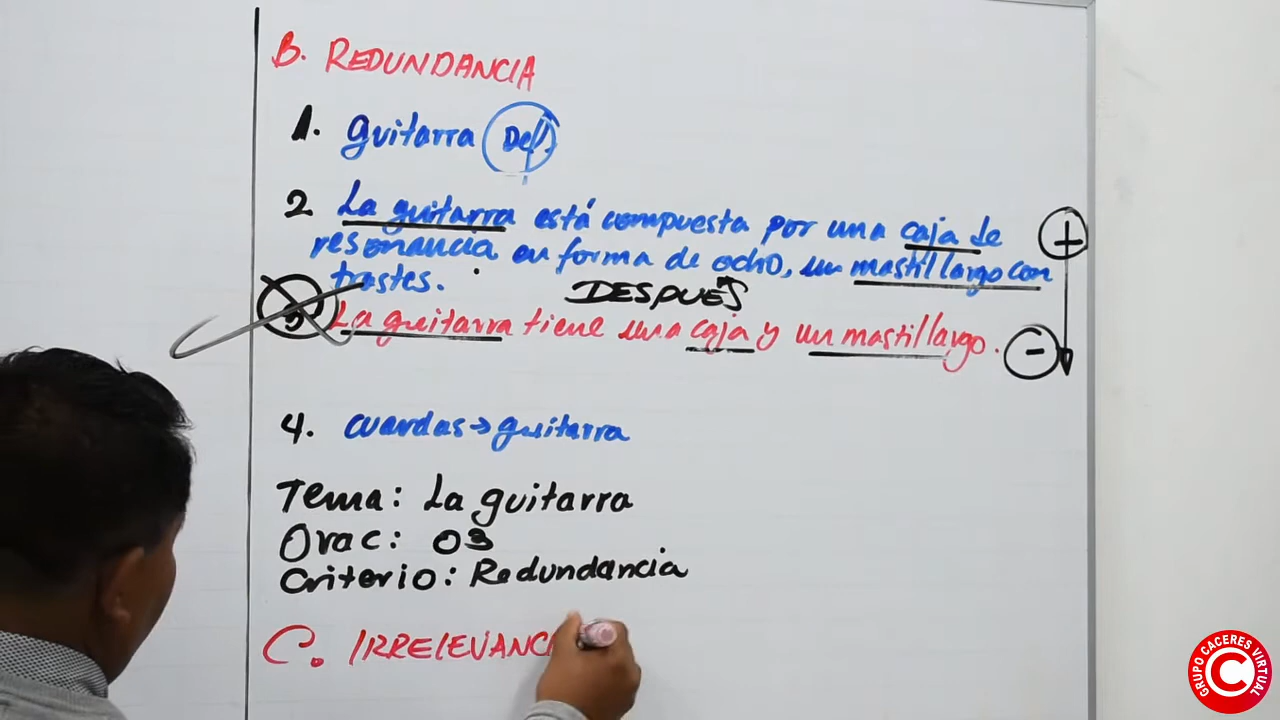 B. REDUNDANCIA
1. guitarra Def.
2 La guitarra está compuesta por una caja de
resonancia en forma de ocho, un mastil largo con
trastes.
DESPUÉS
3 La guitarra tiene una caja y un mastil largo.
+
-
4. cuerdas → guitarra
Tema: La guitarra
Orac: 03
Criterio: Redundancia
C. IRRELEVANC
GRUPO CACERES VIRTUAL
C